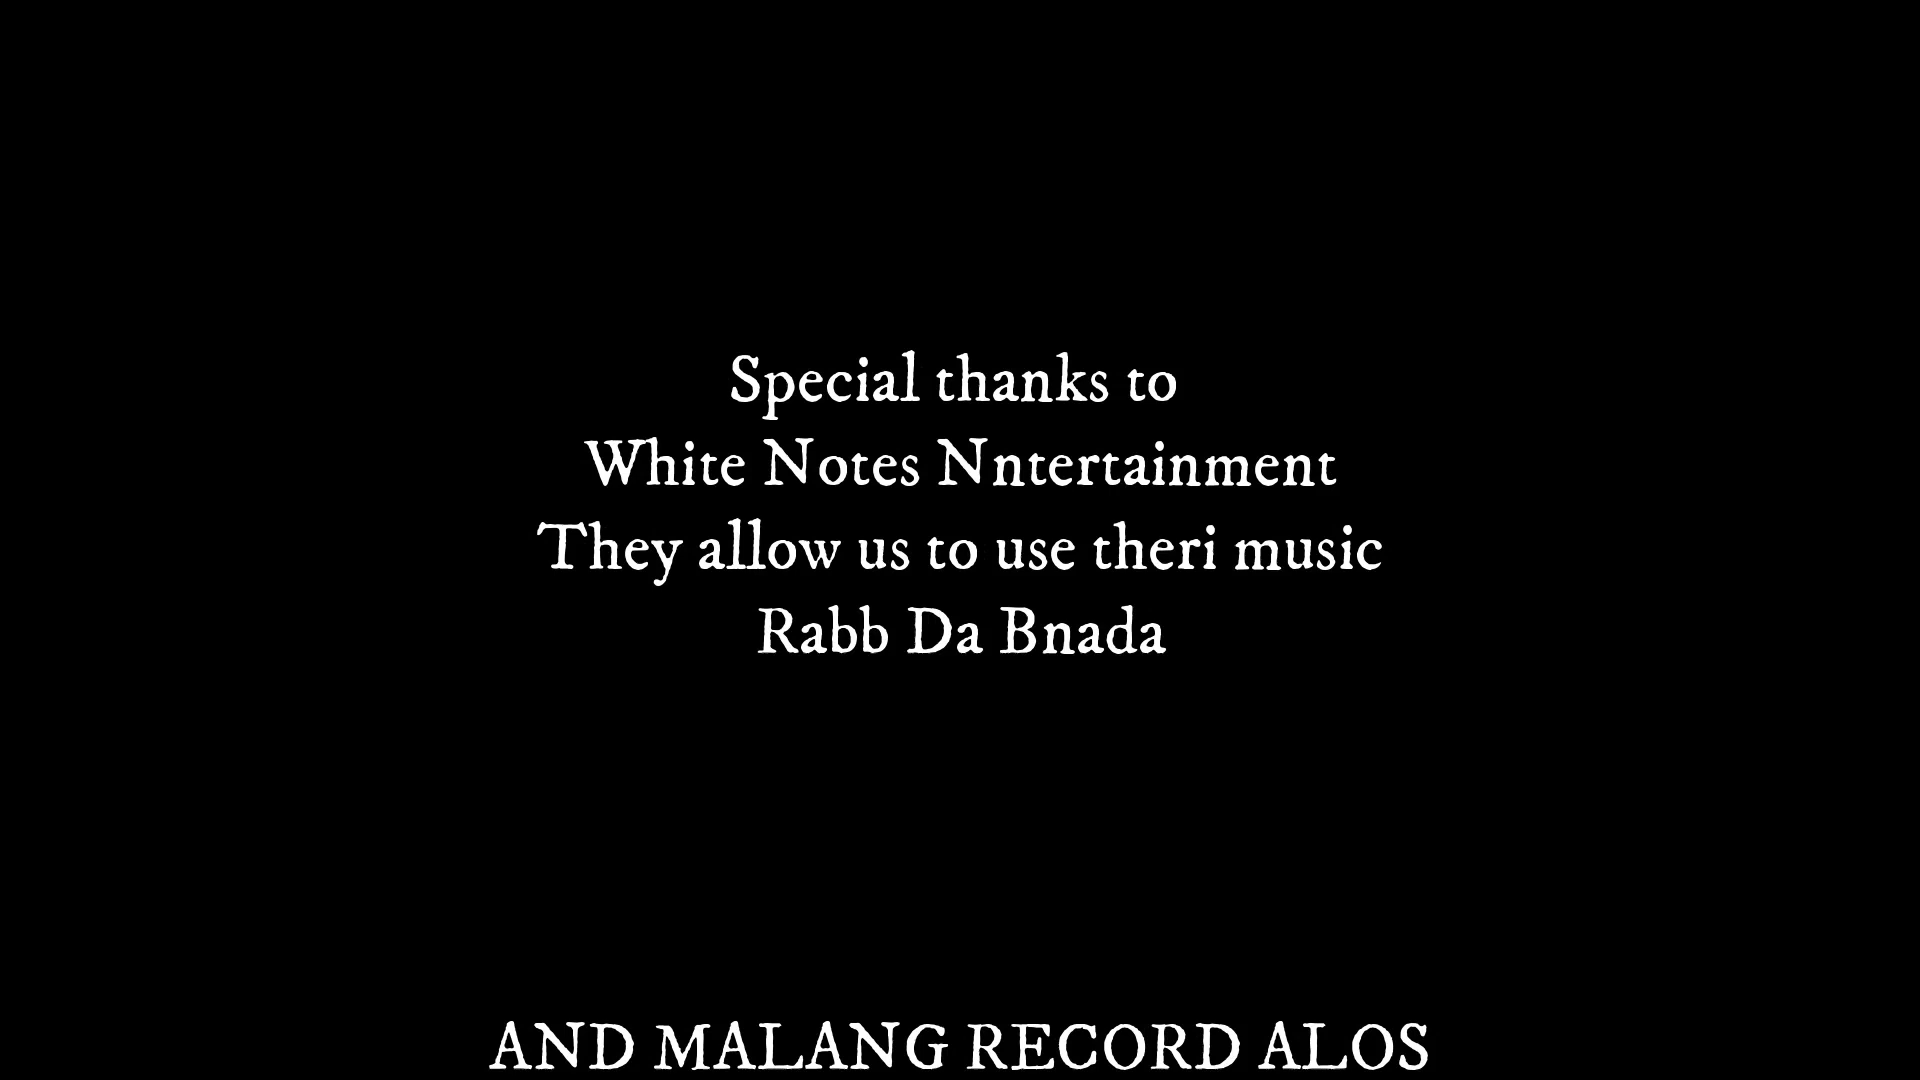 Special thanks to
White Notes Nntertainment
They allow us to use theri music
Rabb Da Bnada
AND MALANG RECORD ALOS